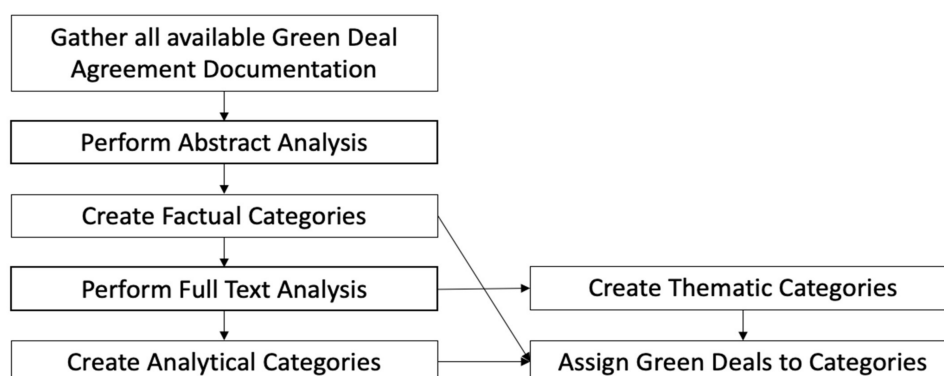 Gather all available Green Deal
Agreement Documentation
Perform Abstract Analysis
Create Factual Categories
Perform Full Text Analysis
Create Thematic Categories
Create Analytical Categories
Assign Green Deals to Categories